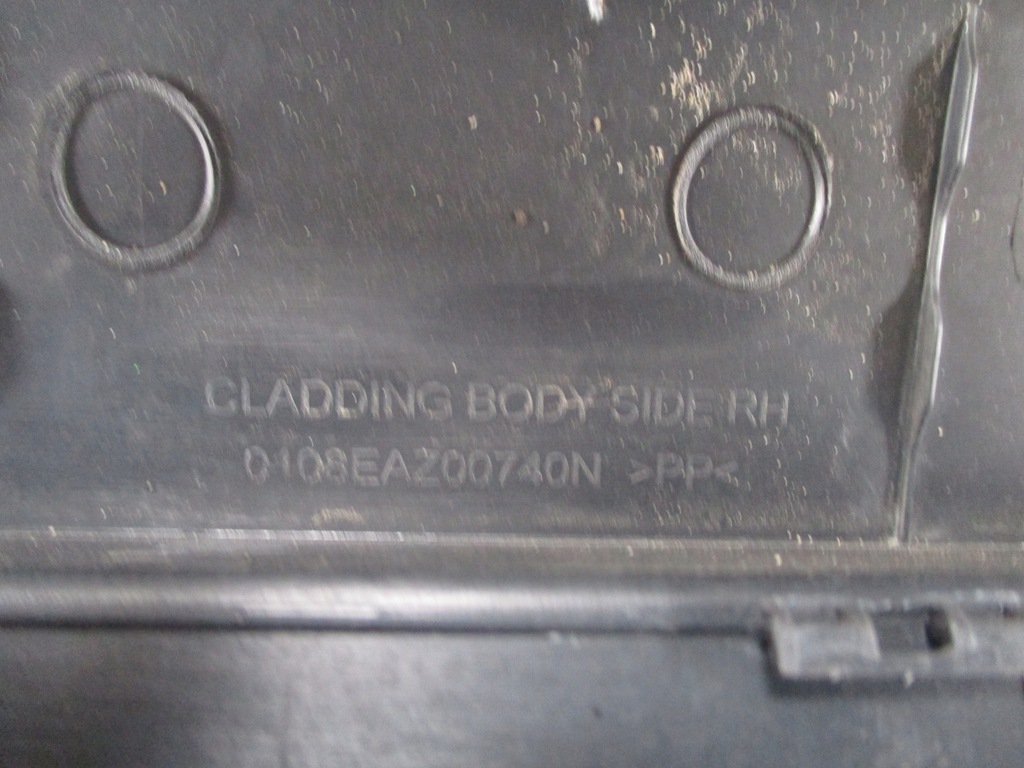 CLADDING BODY SIDE RH
0108EAZ00740N >PP<